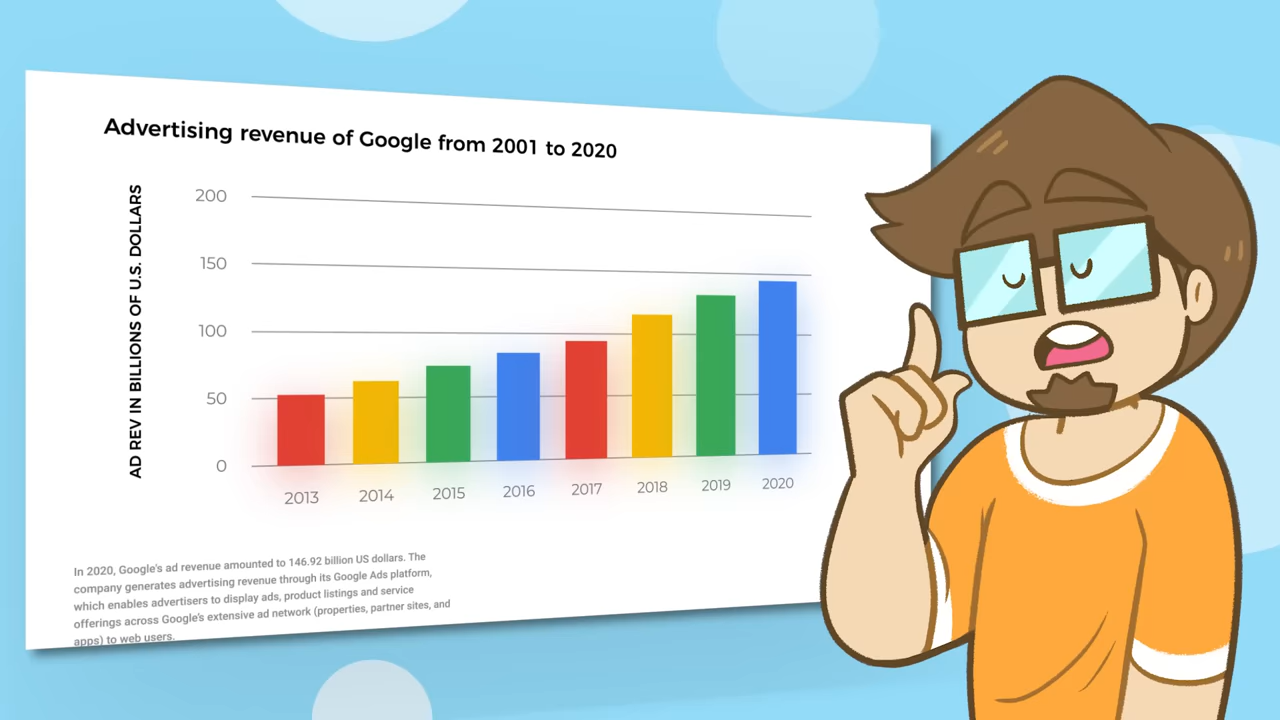 Advertising revenue of Google from 2001 to 2020
AD REV IN BILLIONS OF U.S. DOLLARS
200
150
100
50
0
2013 2014 2015 2016 2017 2018 2019 2020
In 2020, Google's ad revenue amounted to 146.92 billion US dollars. The
company generates advertising revenue through its Google Ads platform,
which enables advertisers to display ads, product listings and service
offerings across Google's extensive ad network (properties, partner sites, and
apps) to web users.